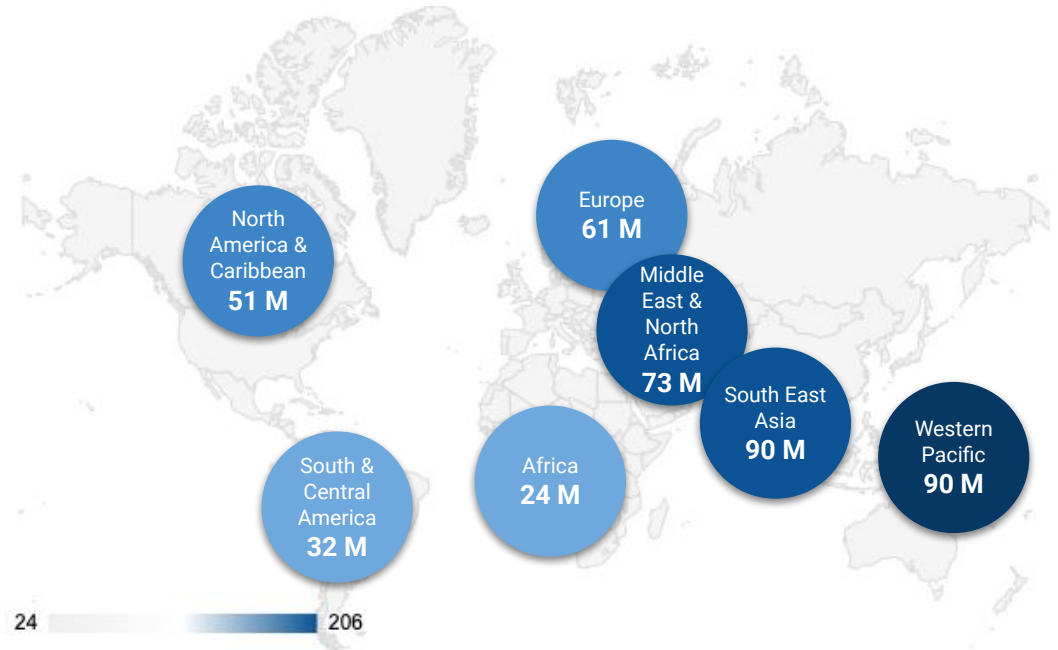 Europe
61 M
North
America &
Caribbean
51 M
Middle
East &
North
Africa
73 M
South East
Asia
90 M
Western
Pacific
90 M
South &
Central
America
32 M
Africa
24 M
24
206